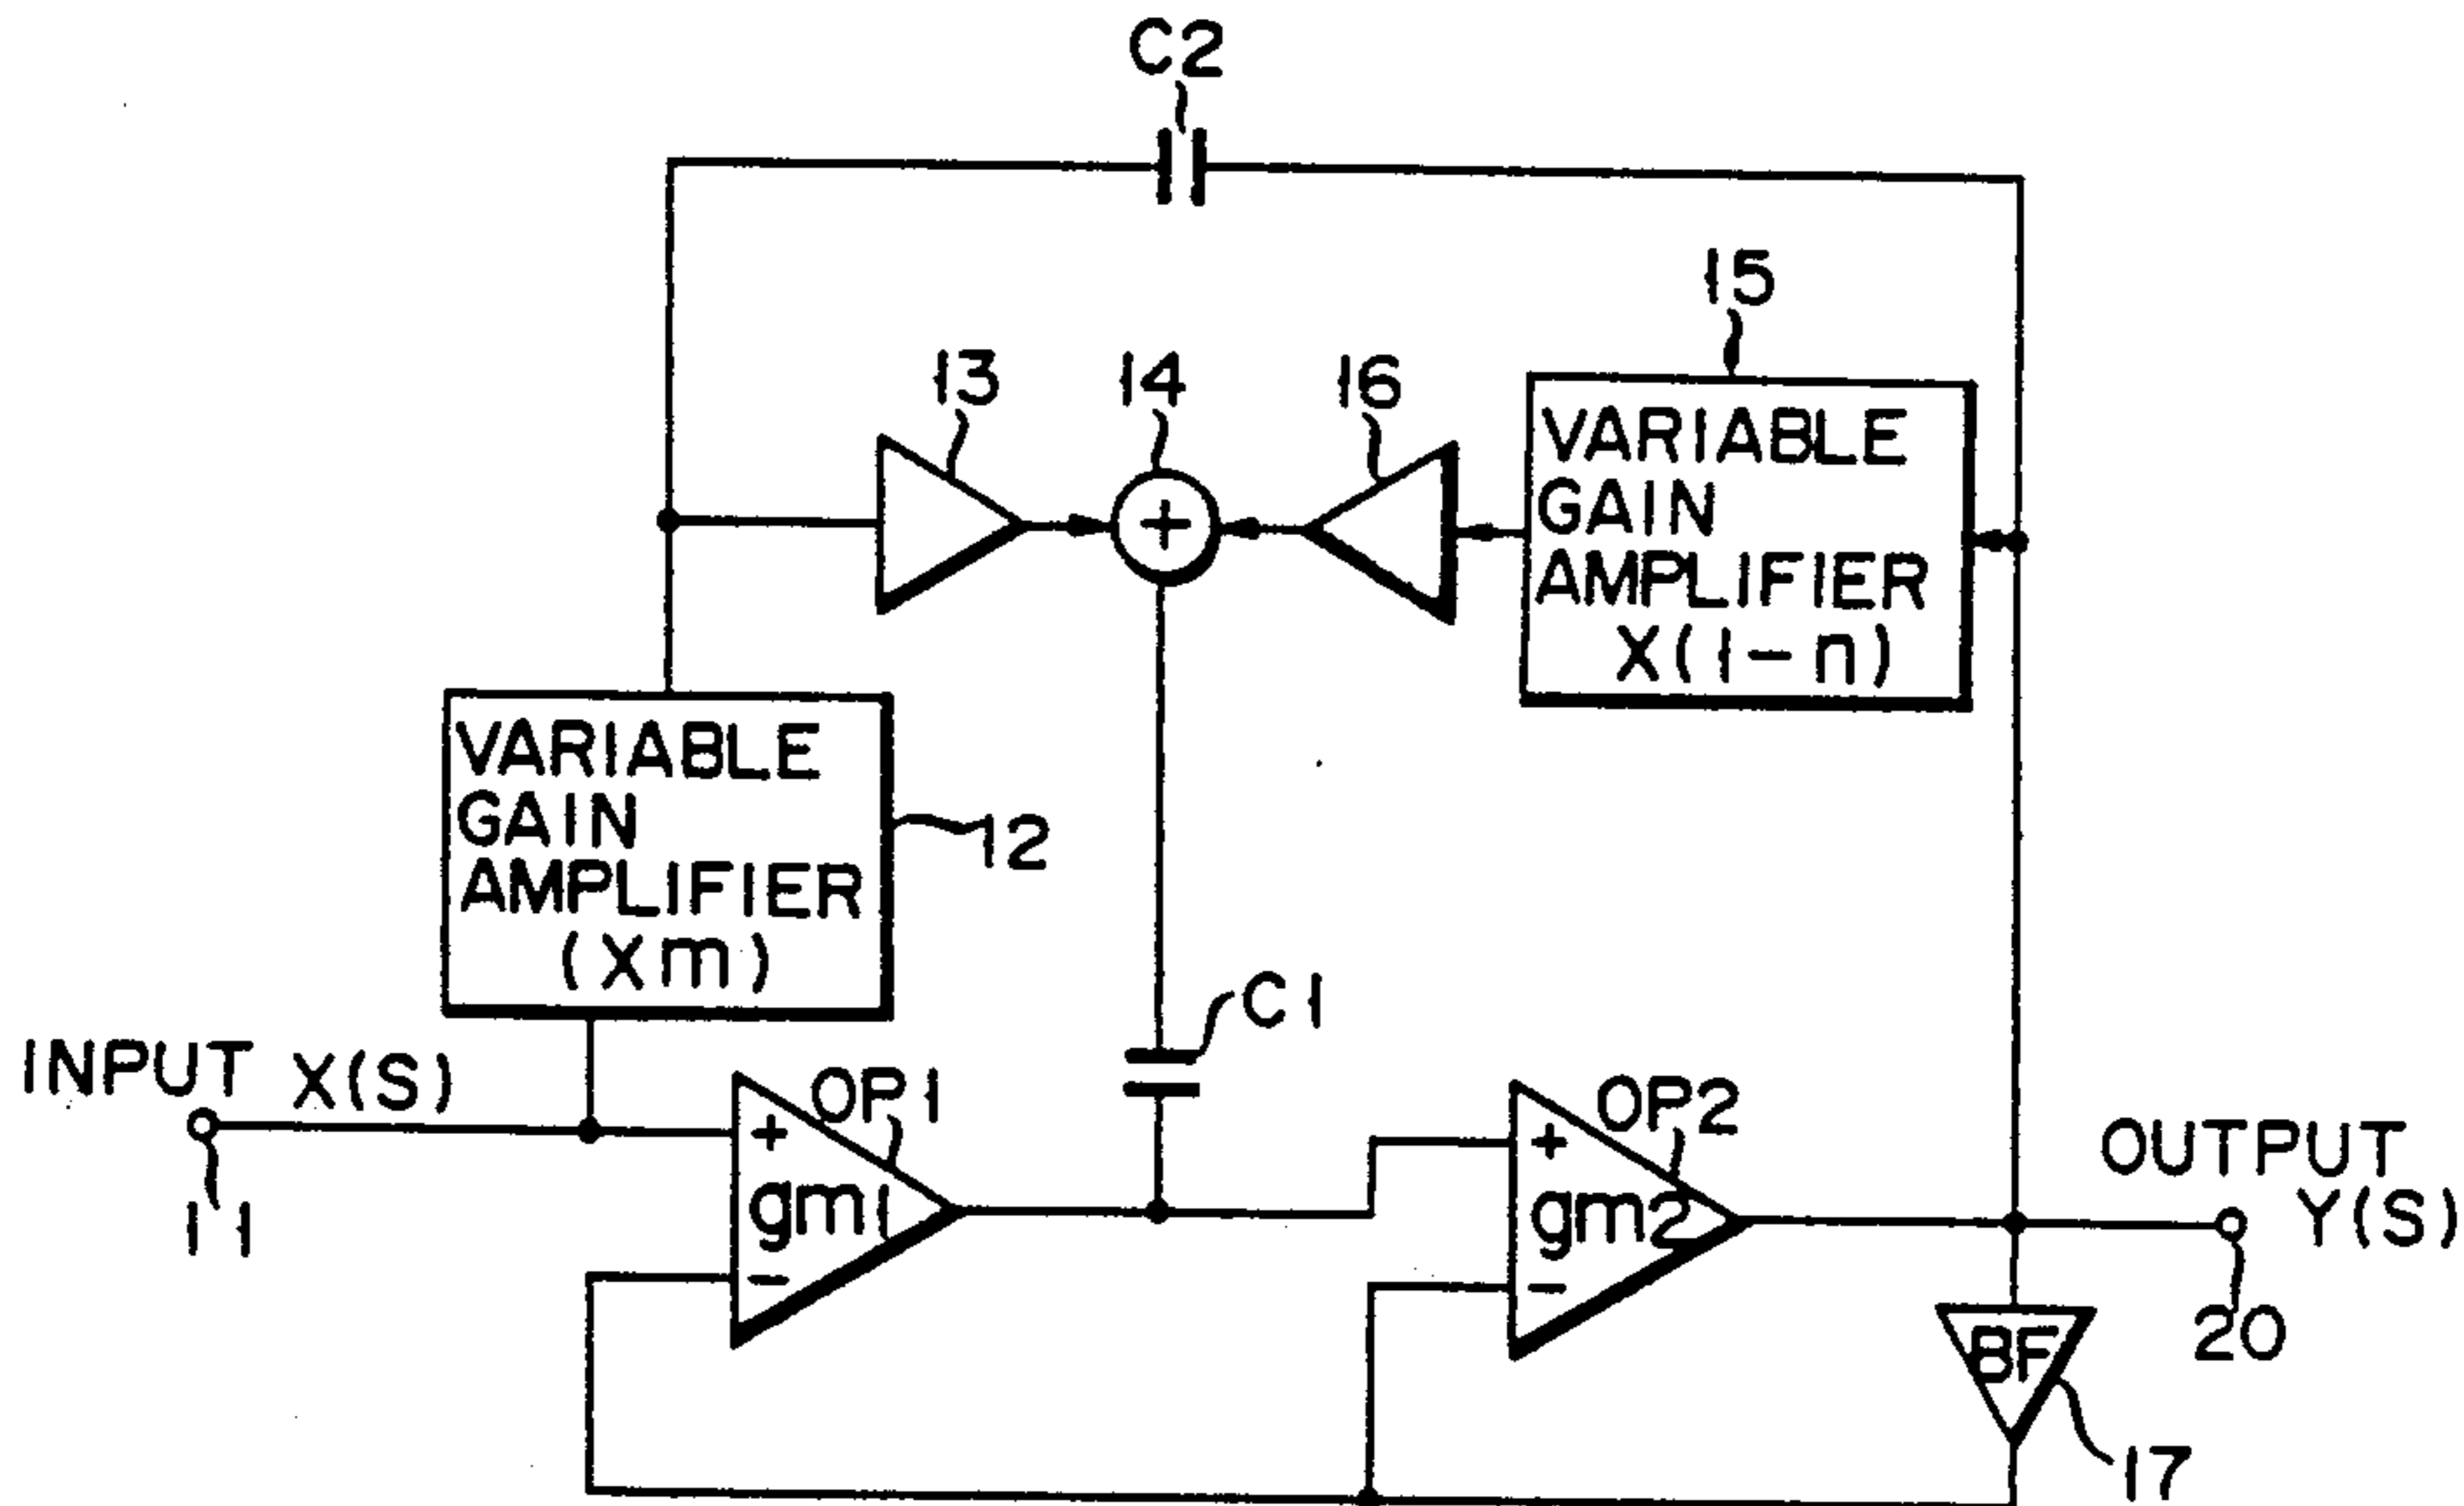 C2
15
13
14
16
VARIABLE
GAIN
AMPLIFIER
X(1-n)
+
VARIABLE
GAIN
AMPLIFIER
(Xm)
12
C1
INPUT X(S)
11
OP1
+
gm1
-
OP2
+
gm2
-
OUTPUT
Y(S)
20
BF
17